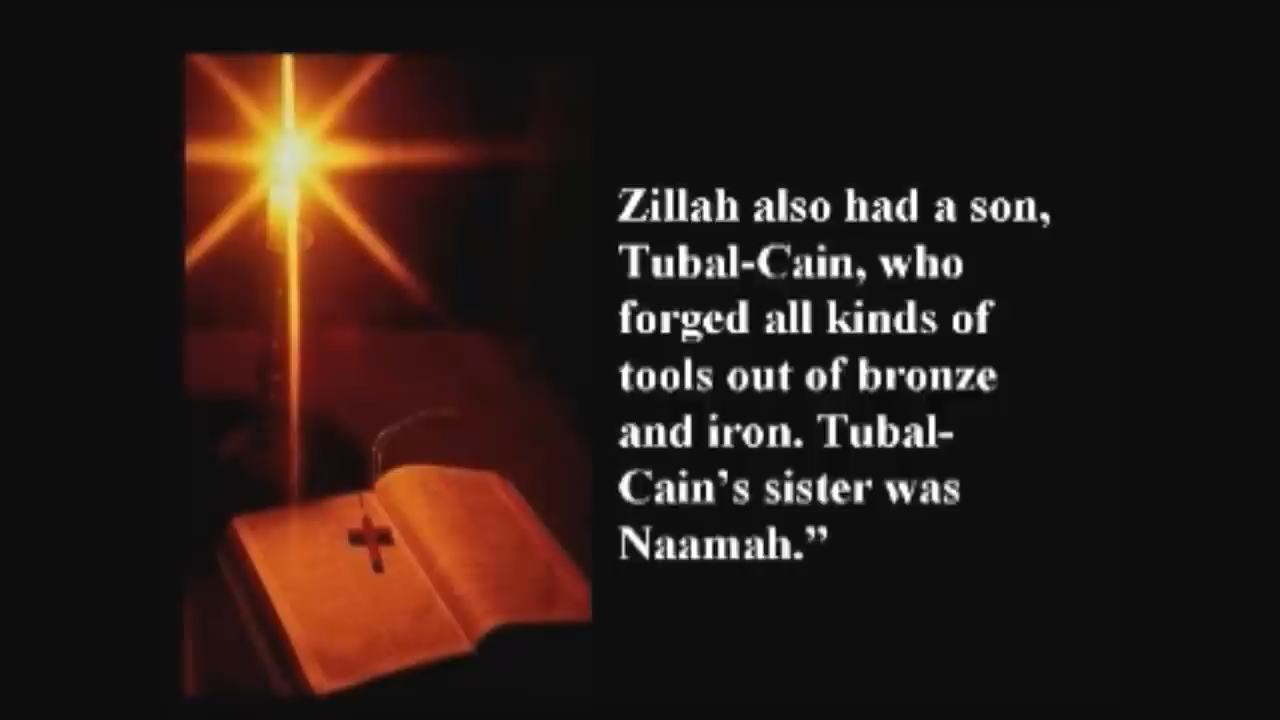 Zillah also had a son,
Tubal-Cain, who
forged all kinds of
tools out of bronze
and iron. Tubal-
Cain’s sister was
Naamah.”